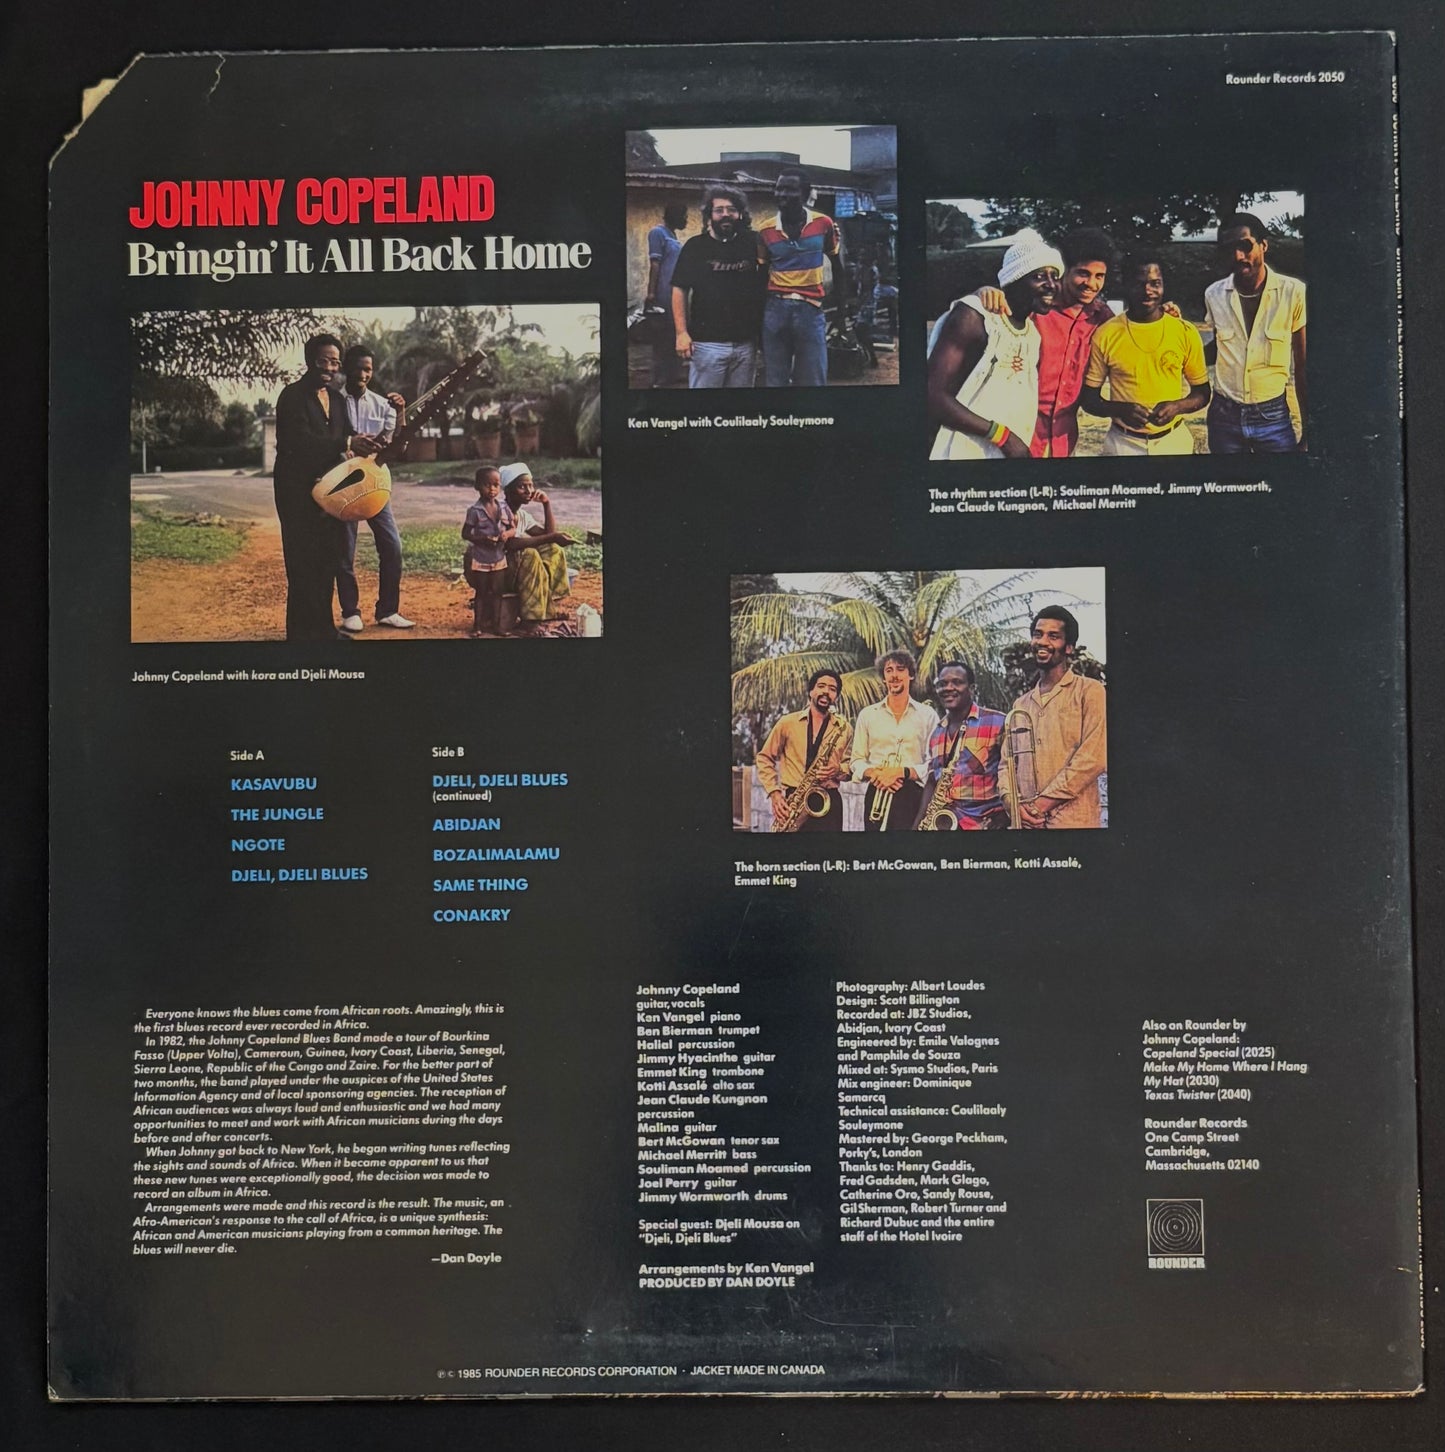 Rounder Records 2050
JOHNNY COPELAND
Bringin' It All Back Home
Ken Vangel with Coulilaaly Souleymone
The rhythm section (L-R): Souliman Moamed, Jimmy Wormworth,
Jean Claude Kungnon, Michael Merritt
Johnny Copeland with kora and Djeli Mousa
The horn section (L-R): Bert McGowan, Ben Bierman, Kotti Assalé,
Emmet King
Side A
KASAVUBU
THE JUNGLE
NGOTE
DJELI, DJELI BLUES
Side B
DJELI, DJELI BLUES
(continued)
ABIDJAN
BOZALIMALAMU
SAME THING
CONAKRY
Everyone knows the blues come from African roots. Amazingly, this is
the first blues record ever recorded in Africa.
In 1982, the Johnny Copeland Blues Band made a tour of Bourkina
Fasso (Upper Volta), Cameroun, Guinea, Ivory Coast, Liberia, Senegal,
Sierra Leone, Republic of the Congo and Zaire. For the better part of
two months, the band played under the auspices of the United States
Information Agency and of local sponsoring agencies. The reception of
African audiences was always loud and enthusiastic and we had many
opportunities to meet and work with African musicians during the days
before and after concerts.
When Johnny got back to New York, he began writing tunes reflecting
the sights and sounds of Africa. When it became apparent to us that
these new tunes were exceptionally good, the decision was made to
record an album in Africa.
Arrangements were made and this record is the result. The music, an
Afro-American's response to the call of Africa, is a unique synthesis:
African and American musicians playing from a common heritage. The
blues will never die.
—Dan Doyle
Johnny Copeland
guitar, vocals
Ken Vangel piano
Ben Bierman trumpet
Halial percussion
Jimmy Hyacinthe guitar
Emmet King trombone
Kotti Assalé alto sax
Jean Claude Kungnon
percussion
Malina guitar
Bert McGowan tenor sax
Michael Merritt bass
Souliman Moamed percussion
Joel Perry guitar
Jimmy Wormworth drums
Special guest: Djeli Mousa on
"Djeli, Djeli Blues"
Arrangements by Ken Vangel
PRODUCED BY DAN DOYLE
Photography: Albert Loudes
Design: Scott Billington
Recorded at: JBZ Studios,
Abidjan, Ivory Coast
Engineered by: Emile Valognes
and Pamphile de Souza
Mixed at: Sysmo Studios, Paris
Mix engineer: Dominique
Samarcq
Technical assistance: Coulilaaly
Souleymone
Mastered by: George Peckham,
Porky's, London
Thanks to: Henry Gaddis,
Fred Gadsden, Mark Glago,
Catherine Oro, Sandy Rouse,
Gil Sherman, Robert Turner and
Richard Dubuc and the entire
staff of the Hotel Ivoire
Also on Rounder by
Johnny Copeland:
Copeland Special (2025)
Make My Home Where I Hang
My Hat (2030)
Texas Twister (2040)
Rounder Records
One Camp Street
Cambridge,
Massachusetts 02140
ROUNDER
℗ © 1985 ROUNDER RECORDS CORPORATION · JACKET MADE IN CANADA